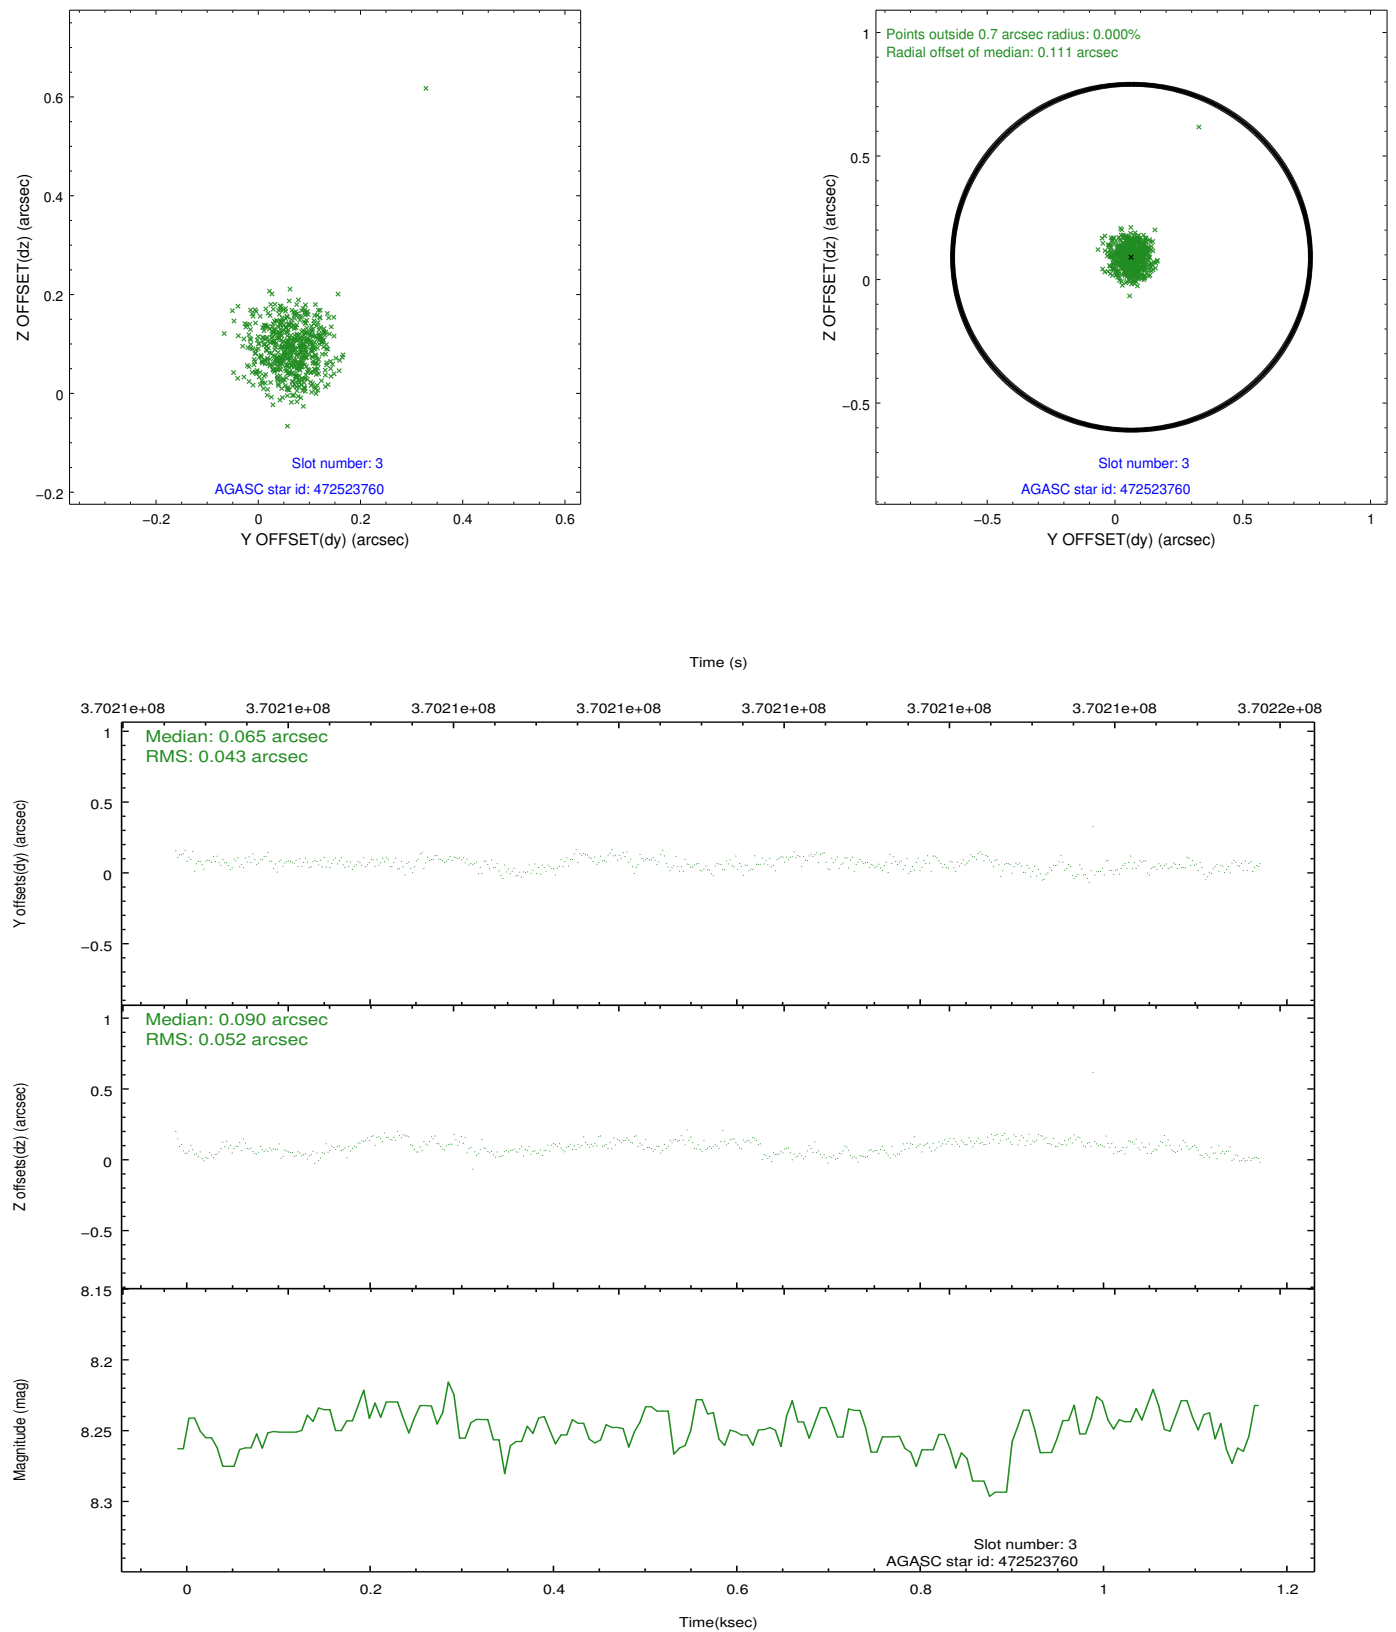 0.6
0.4
0.2
0
−0.2
Z OFFSET(dz) (arcsec)
Slot number: 3
AGASC star id: 472523760
−0.2
0
0.2
0.4
0.6
Y OFFSET(dy) (arcsec)
Points outside 0.7 arcsec radius: 0.000%
Radial offset of median: 0.111 arcsec
1
0.5
0
−0.5
Z OFFSET(dz) (arcsec)
Slot number: 3
AGASC star id: 472523760
−0.5
0
0.5
1
Y OFFSET(dy) (arcsec)
Time (s)
3.7021e+08
3.7021e+08
3.7021e+08
3.7021e+08
3.7021e+08
3.7021e+08
3.7021e+08
3.7022e+08
Median: 0.065 arcsec
RMS: 0.043 arcsec
1
0.5
0
−0.5
Y offsets(dy) (arcsec)
Median: 0.090 arcsec
RMS: 0.052 arcsec
1
0.5
0
−0.5
Z offsets(dz) (arcsec)
8.15
8.2
8.25
8.3
Magnitude (mag)
Slot number: 3
AGASC star id: 472523760
0
0.2
0.4
0.6
0.8
1
1.2
Time(ksec)